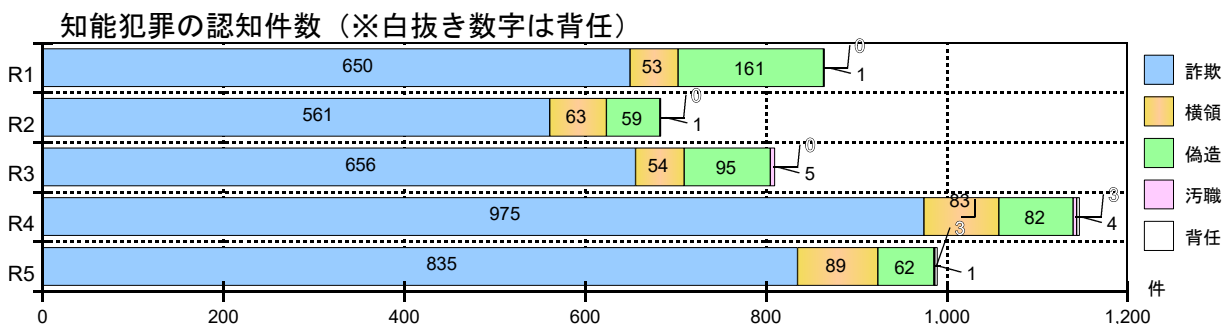 知能犯罪の認知件数（※白抜き数字は背任）
R1 650 53 161 0 1
R2 561 63 59 0 1
R3 656 54 95 0 5
R4 975 83 82 3 4
R5 835 89 62 3 1
0 200 400 600 800 1,000 1,200
件
詐欺
横領
偽造
汚職
背任